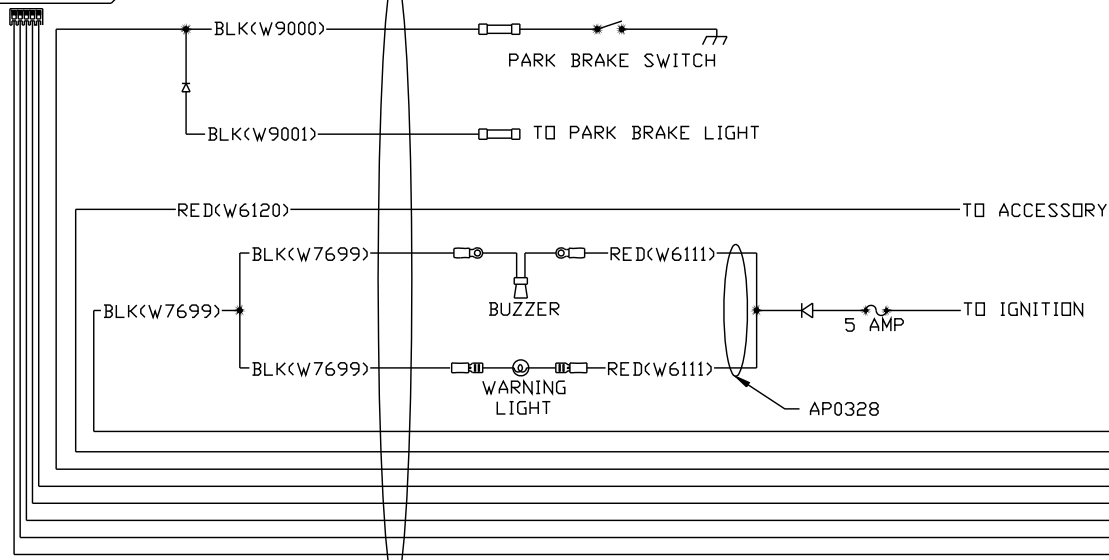 BLK(W9000)
PARK BRAKE SWITCH
BLK(W9001)
TO PARK BRAKE LIGHT
RED(W6120)
TO ACCESSORY
BLK(W7699)
RED(W6111)
BUZZER
BLK(W7699)
TO IGNITION
5 AMP
BLK(W7699)
RED(W6111)
WARNING
LIGHT
AP0328